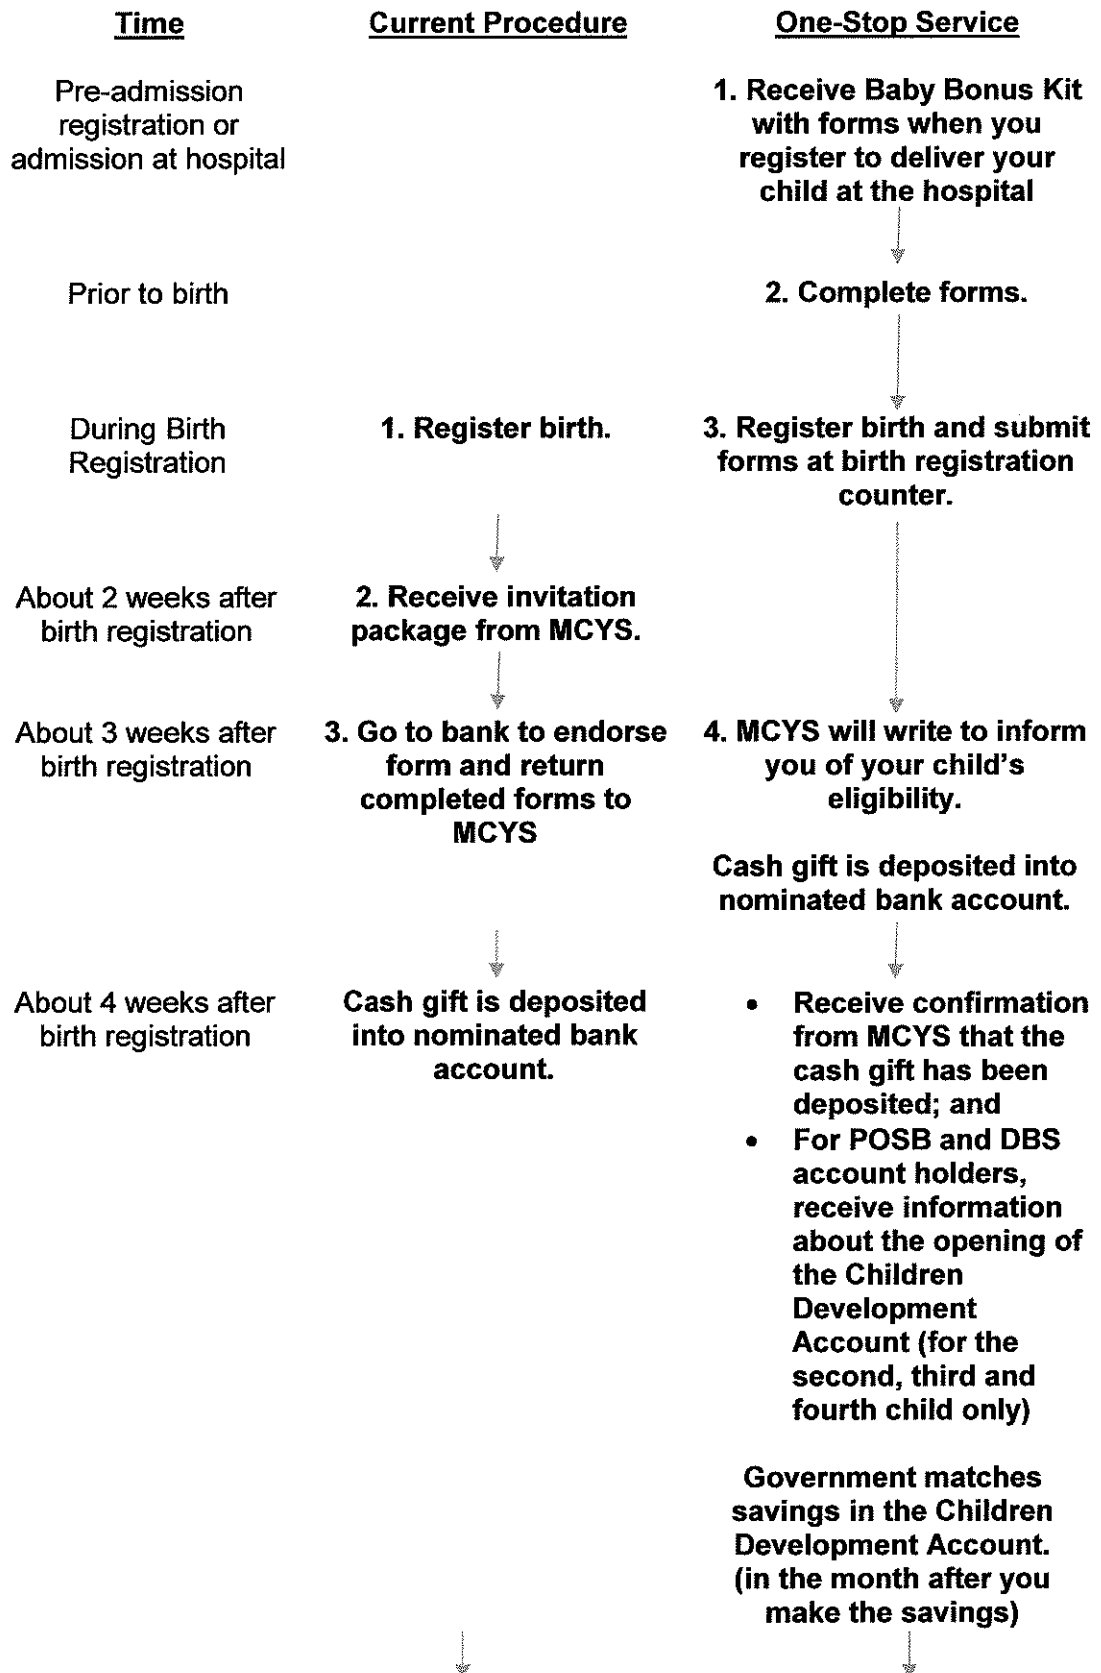 Time Current Procedure One-Stop Service
Pre-admission
registration or
admission at hospital
1. Receive Baby Bonus Kit
with forms when you
register to deliver your
child at the hospital
Prior to birth
2. Complete forms.
During Birth
Registration
1. Register birth.
3. Register birth and submit
forms at birth registration
counter.
About 2 weeks after
birth registration
2. Receive invitation
package from MCYS.
About 3 weeks after
birth registration
3. Go to bank to endorse
form and return
completed forms to
MCYS
4. MCYS will write to inform
you of your child's
eligibility.
Cash gift is deposited into
nominated bank account.
About 4 weeks after
birth registration
Cash gift is deposited
into nominated bank
account.
• Receive confirmation
from MCYS that the
cash gift has been
deposited; and
• For POSB and DBS
account holders,
receive information
about the opening of
the Children
Development
Account (for the
second, third and
fourth child only)
Government matches
savings in the Children
Development Account.
(in the month after you
make the savings)